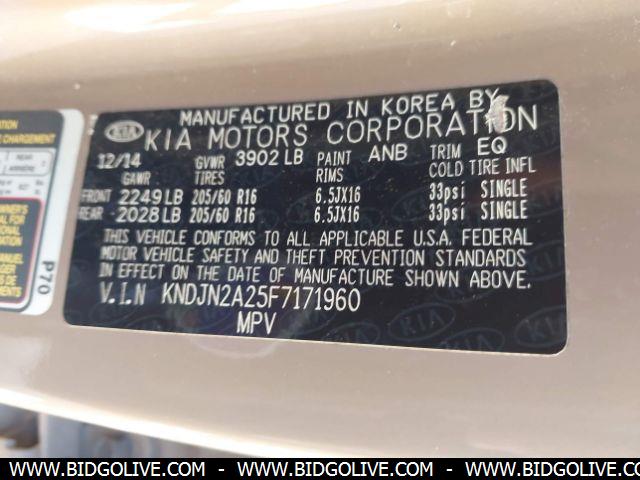 MANUFACTURED IN KOREA BY
KIA KIA MOTORS CORPORATION
12/14 GVWR 3902 LB PAINT ANB TRIM EQ
GAWR TIRES RIMS COLD TIRE INFL
FRONT 2249 LB 205/60 R16 6.5JX16 33psi SINGLE
REAR -2028 LB 205/60 R16 6.5JX16 33psi SINGLE
THIS VEHICLE CONFORMS TO ALL APPLICABLE U.S.A. FEDERAL
MOTOR VEHICLE SAFETY AND THEFT PREVENTION STANDARDS
IN EFFECT ON THE DATE OF MANUFACTURE SHOWN ABOVE.
V.I.N KNDJN2A25F7171960
MPV
CHARGEMENT
REAR
P70
WWW.BIDGOLIVE.COM - WWW.BIDGOLIVE.COM - WWW.BIDGOLIVE.COM